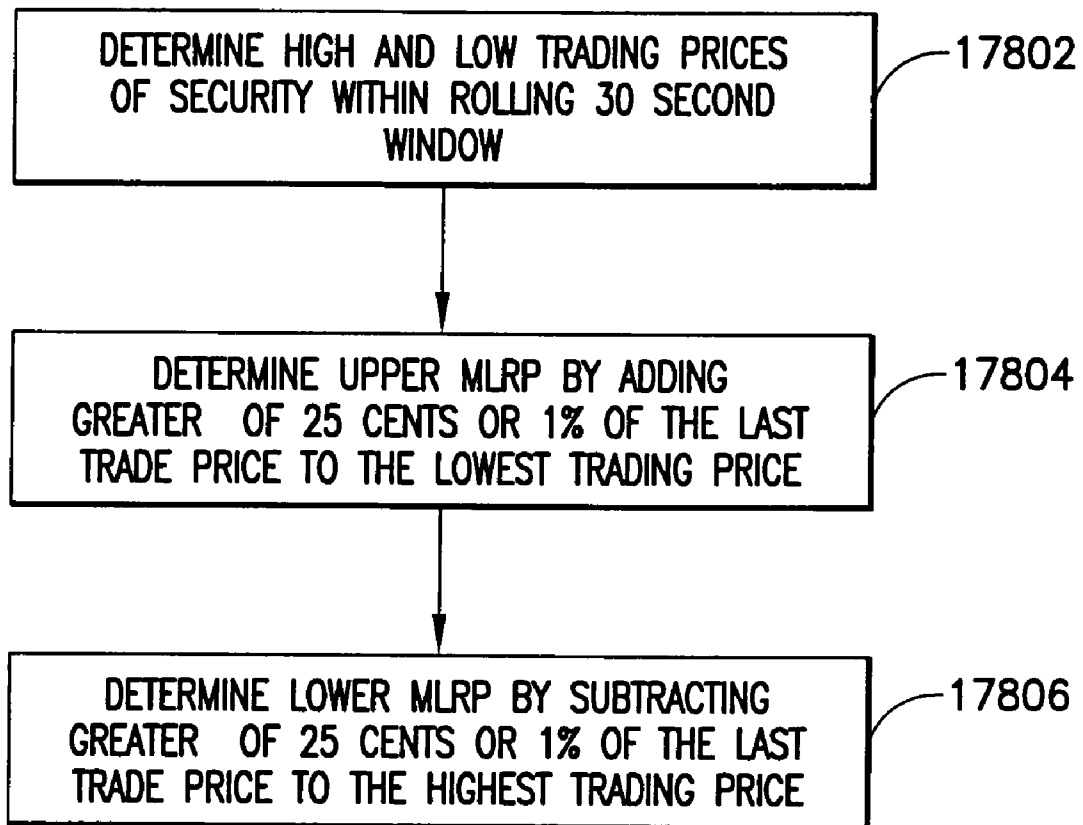 DETERMINE HIGH AND LOW TRADING PRICES
OF SECURITY WITHIN ROLLING 30 SECOND
WINDOW
17802
DETERMINE UPPER MLRP BY ADDING
GREATER OF 25 CENTS OR 1% OF THE LAST
TRADE PRICE TO THE LOWEST TRADING PRICE
17804
DETERMINE LOWER MLRP BY SUBTRACTING
GREATER OF 25 CENTS OR 1% OF THE LAST
TRADE PRICE TO THE HIGHEST TRADING PRICE
17806